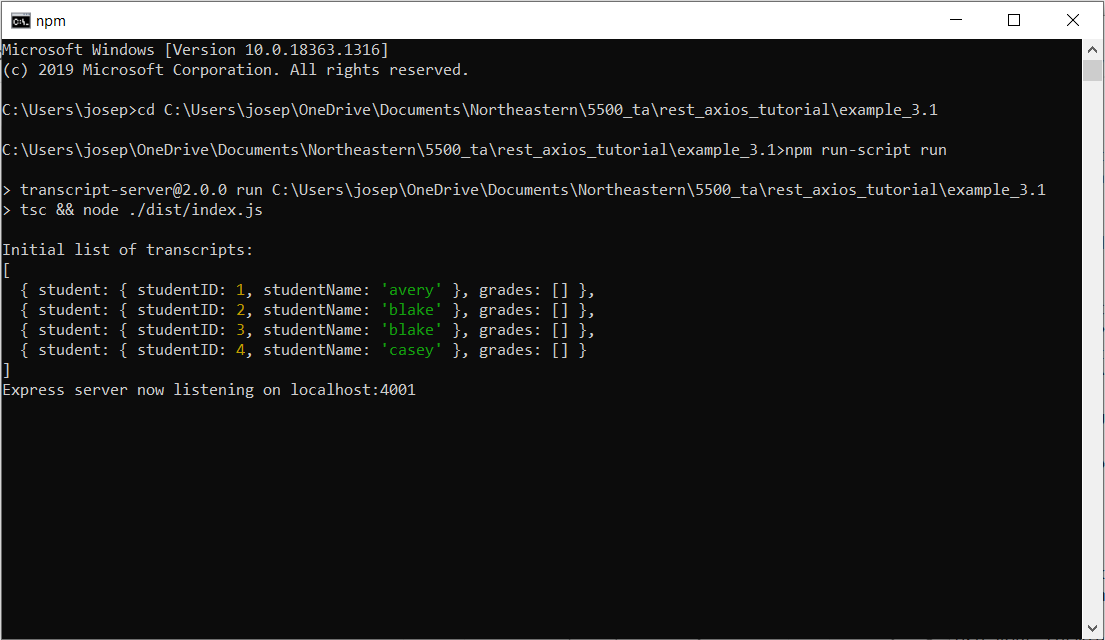 npm
Microsoft Windows [Version 10.0.18363.1316]
(c) 2019 Microsoft Corporation. All rights reserved.
C:\Users\josep>cd C:\Users\josep\OneDrive\Documents\Northeastern\5500_ta\rest_axios_tutorial\example_3.1
C:\Users\josep\OneDrive\Documents\Northeastern\5500_ta\rest_axios_tutorial\example_3.1>npm run-script run
> transcript-server@2.0.0 run C:\Users\josep\OneDrive\Documents\Northeastern\5500_ta\rest_axios_tutorial\example_3.1
> tsc && node ./dist/index.js
Initial list of transcripts:
[
  { student: { studentID: 1, studentName: 'avery' }, grades: [] },
  { student: { studentID: 2, studentName: 'blake' }, grades: [] },
  { student: { studentID: 3, studentName: 'blake' }, grades: [] },
  { student: { studentID: 4, studentName: 'casey' }, grades: [] }
]
Express server now listening on localhost:4001